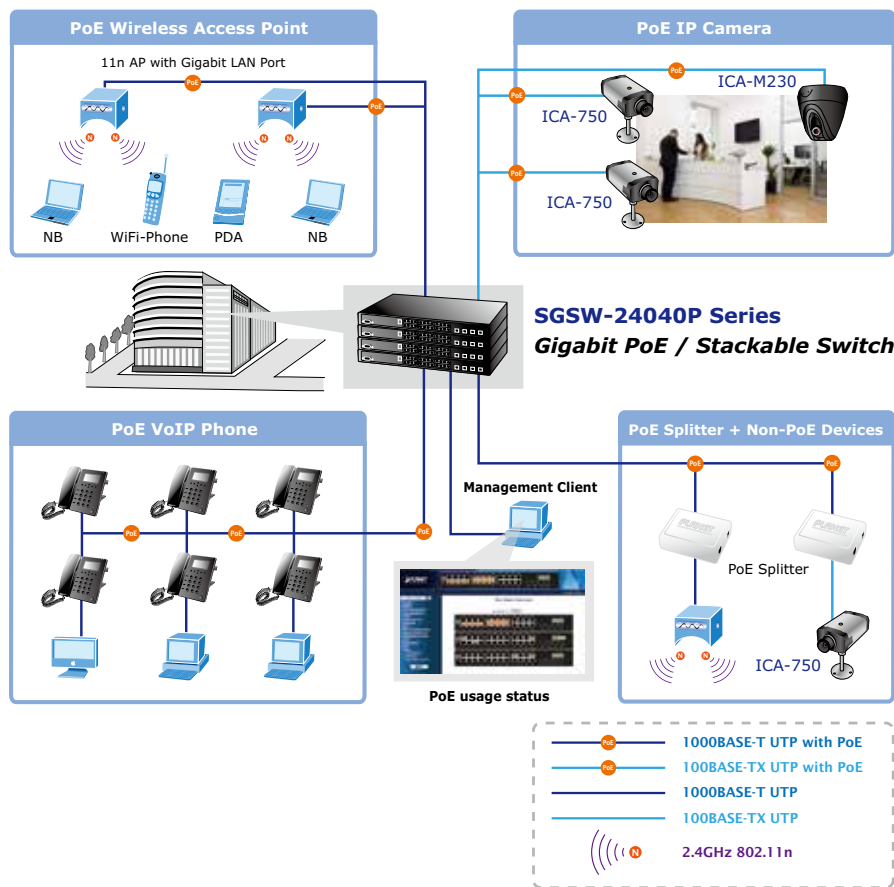 PoE Wireless Access Point
11n AP with Gigabit LAN Port
PoE
PoE
N
N
N
N
NB
WiFi-Phone
PDA
NB
PoE IP Camera
PoE
ICA-M230
PoE
ICA-750
PoE
ICA-750
SGSW-24040P Series
Gigabit PoE / Stackable Switch
PoE VoIP Phone
PoE
PoE
PoE
Management Client
PoE usage status
PoE Splitter + Non-PoE Devices
PoE
PoE
PLANET
PLANET
PoE Splitter
N
N
ICA-750
PoE
1000BASE-T UTP with PoE
PoE
100BASE-TX UTP with PoE
1000BASE-T UTP
100BASE-TX UTP
N
2.4GHz 802.11n